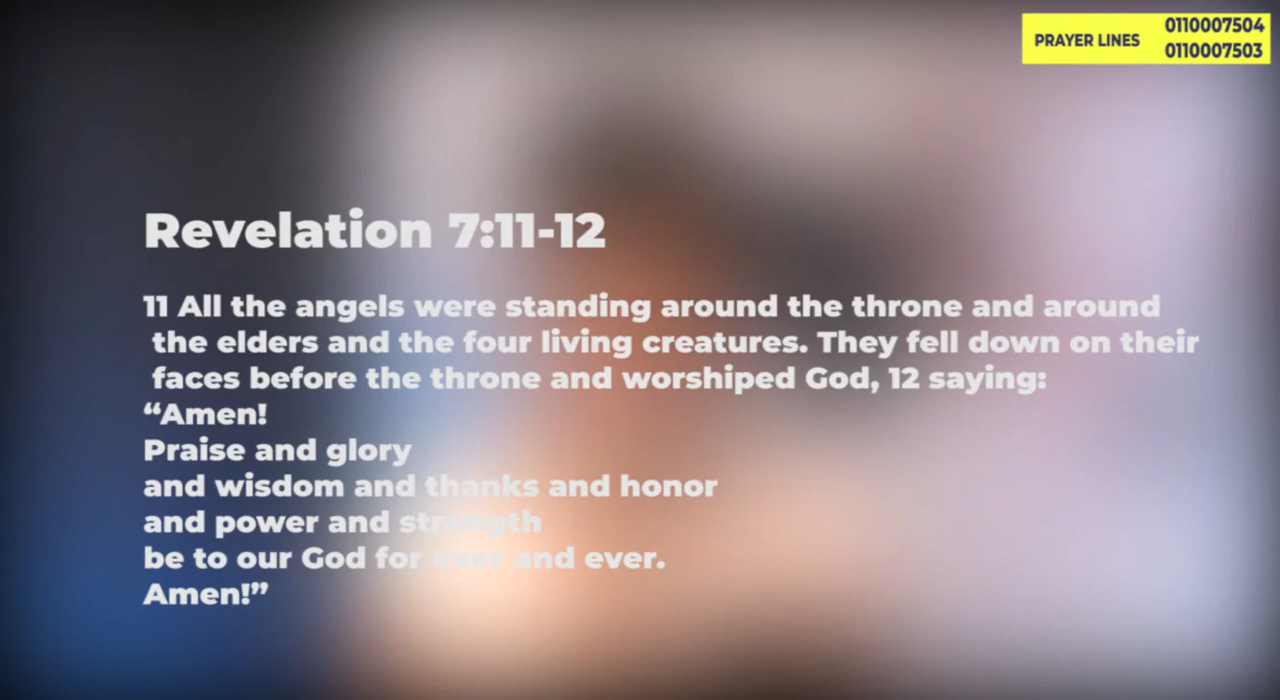 PRAYER LINES
0110007504
0110007503
Revelation 7:11-12
11 All the angels were standing around the throne and around
the elders and the four living creatures. They fell down on their
faces before the throne and worshiped God, 12 saying:
“Amen!
Praise and glory
and wisdom and thanks and honor
and power and strength
be to our God for ever and ever.
Amen!”